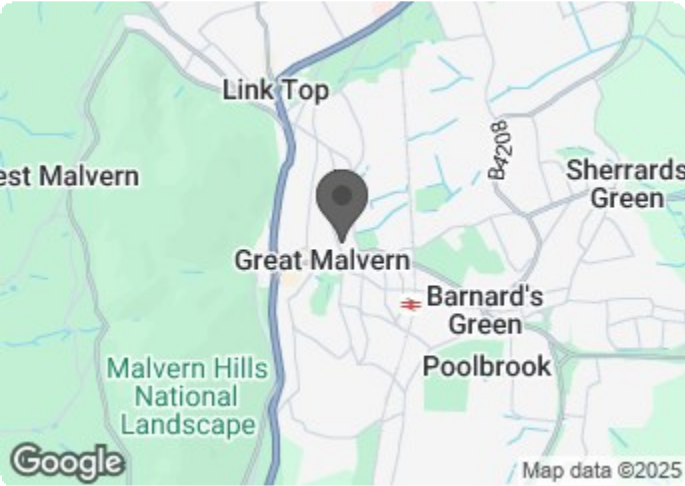 Link Top
B4208
est Malvern
Sherrards
Green
Great Malvern
Barnard's
Green
Malvern Hills
National
Landscape
Poolbrook
Google
Map data ©2025